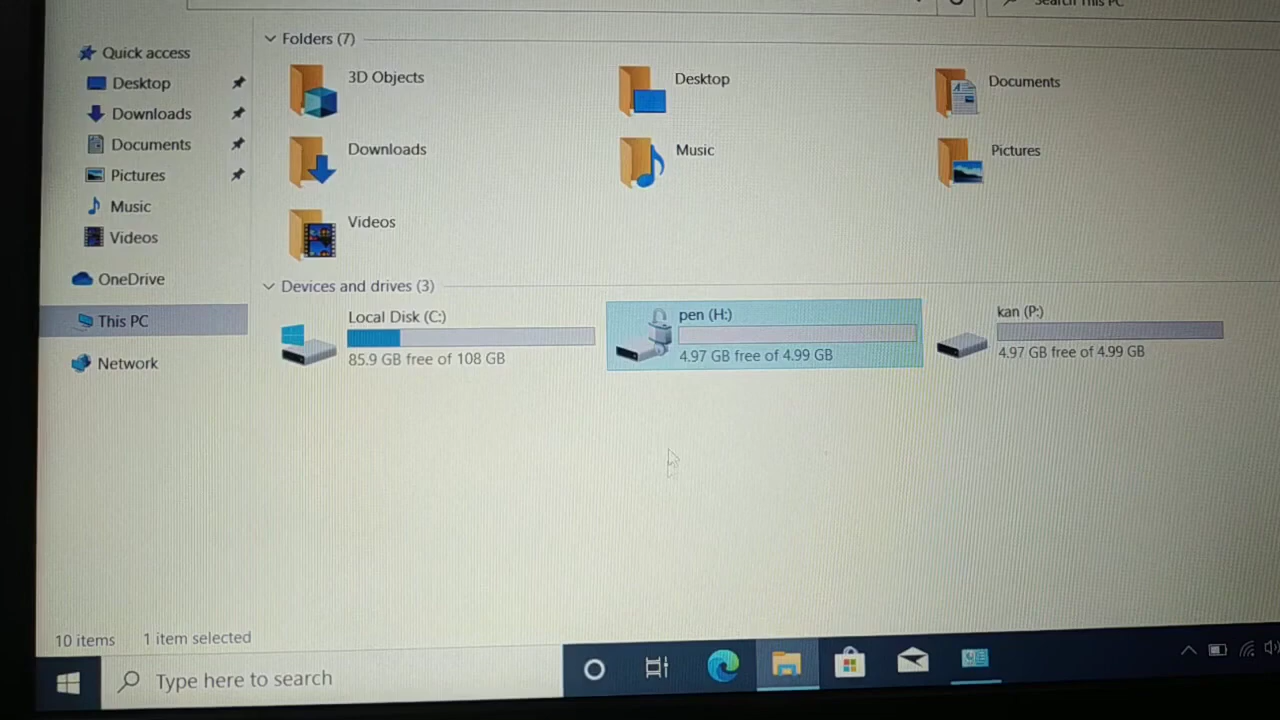 Search This PC
Quick access
Desktop
Downloads
Documents
Pictures
Music
Videos
OneDrive
This PC
Network
Folders (7)
3D Objects
Desktop
Documents
Downloads
Music
Pictures
Videos
Devices and drives (3)
Local Disk (C:)
85.9 GB free of 108 GB
pen (H:)
4.97 GB free of 4.99 GB
kan (P:)
4.97 GB free of 4.99 GB
10 items
1 item selected
Type here to search